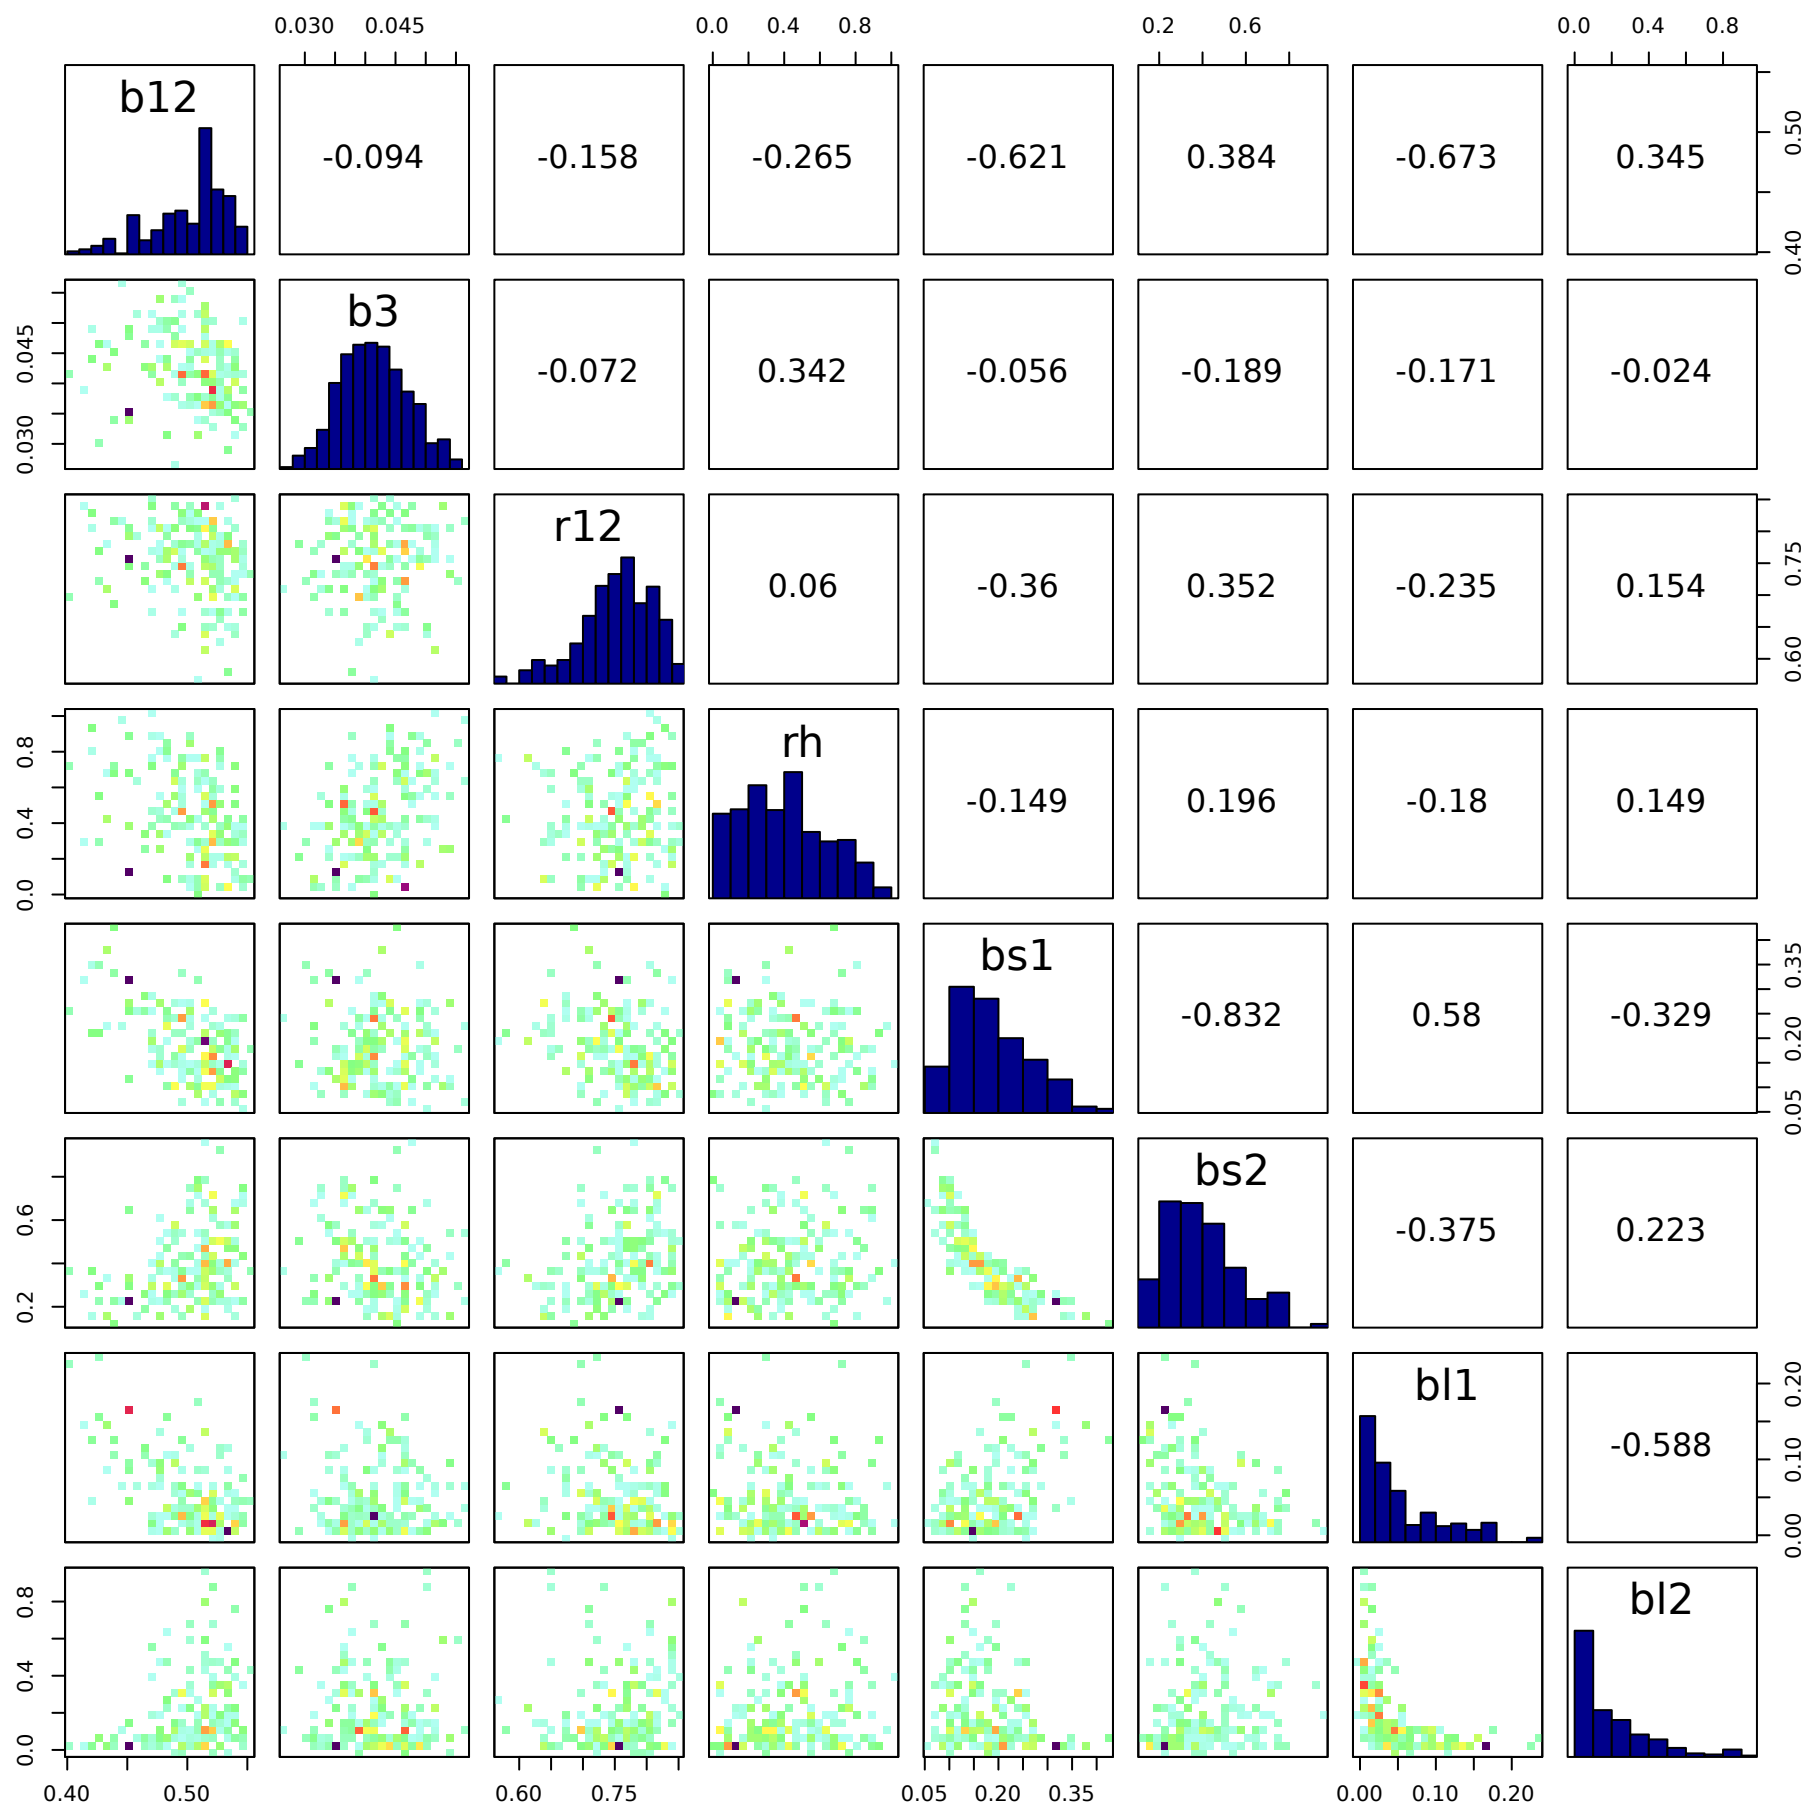 0.030 0.045 0.0 0.4 0.8 0.2 0.6 0.0 0.4 0.8
b12 -0.094 -0.158 -0.265 -0.621 0.384 -0.673 0.345 0.40 0.50
0.030 0.045 b3 -0.072 0.342 -0.056 -0.189 -0.171 -0.024
r12 0.06 -0.36 0.352 -0.235 0.154 0.60 0.75
0.0 0.4 0.8 rh -0.149 0.196 -0.18 0.149
bs1 -0.832 0.58 -0.329 0.05 0.20 0.35
0.2 0.6 bs2 -0.375 0.223
bl1 -0.588 0.00 0.10 0.20
0.0 0.4 0.8 bl2
0.40 0.50 0.60 0.75 0.05 0.20 0.35 0.00 0.10 0.20